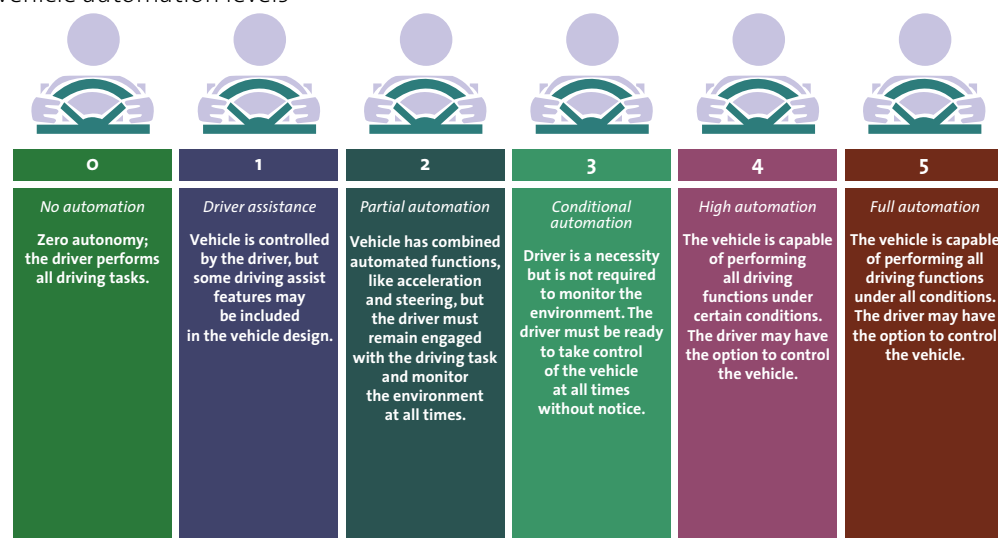 vehicle automation levels
0
No automation
Zero autonomy;
the driver performs
all driving tasks.
1
Driver assistance
Vehicle is controlled
by the driver, but
some driving assist
features may
be included
in the vehicle design.
2
Partial automation
Vehicle has combined
automated functions,
like acceleration
and steering, but
the driver must
remain engaged
with the driving task
and monitor
the environment
at all times.
3
Conditional
automation
Driver is a necessity
but is not required
to monitor the
environment. The
driver must be ready
to take control
of the vehicle
at all times
without notice.
4
High automation
The vehicle is capable
of performing
all driving
functions under
certain conditions.
The driver may have
the option to control
the vehicle.
5
Full automation
The vehicle is capable
of performing all
driving functions
under all conditions.
The driver may have
the option to control
the vehicle.